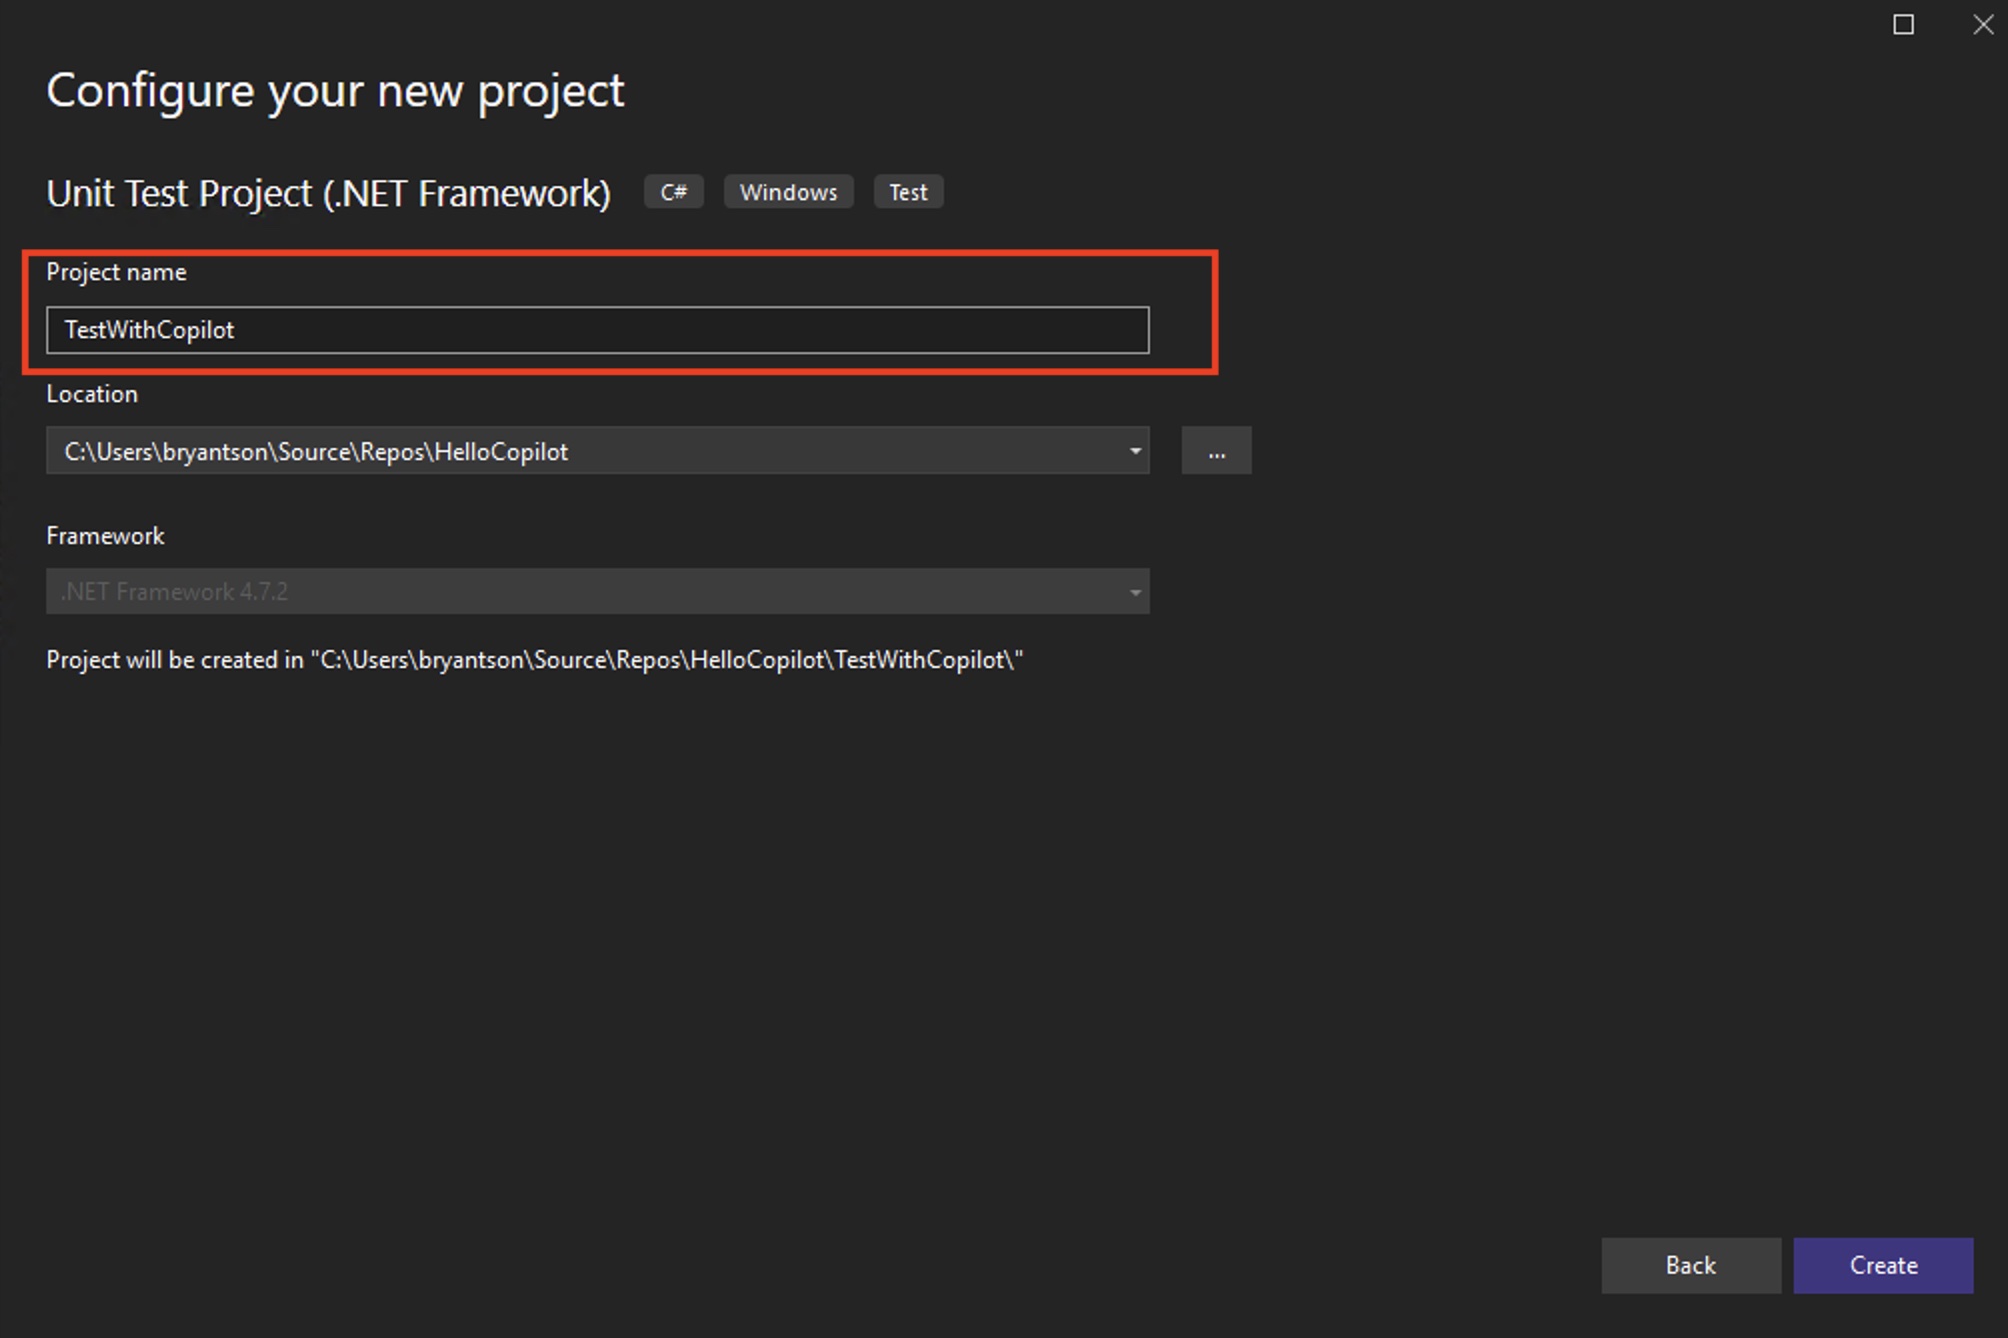 Configure your new project
Unit Test Project (.NET Framework) C# Windows Test
Project name
TestWithCopilot
Location
C:\Users\bryantson\Source\Repos\HelloCopilot
...
Framework
.NET Framework 4.7.2
Project will be created in "C:\Users\bryantson\Source\Repos\HelloCopilot\TestWithCopilot\"
Back Create